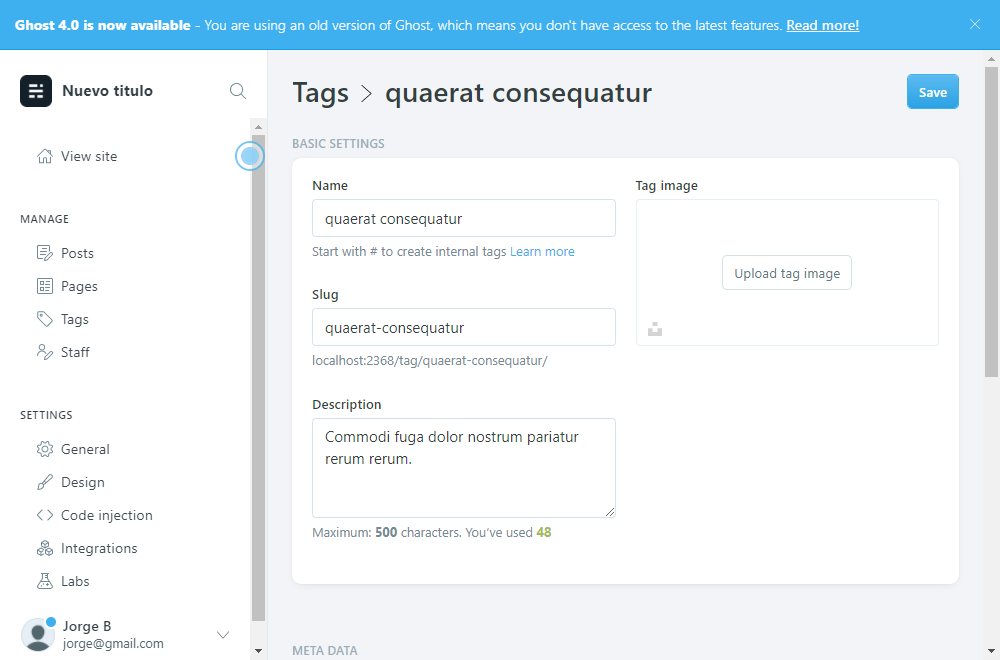 Ghost 4.0 is now available - You are using an old version of Ghost, which means you don't have access to the latest features. Read more!
Nuevo titulo
View site
MANAGE
Posts
Pages
Tags
Staff
SETTINGS
General
Design
Code injection
Integrations
Labs
Jorge B
jorge@gmail.com
Tags > quaerat consequatur
Save
BASIC SETTINGS
Name
quaerat consequatur
Start with # to create internal tags Learn more
Slug
quaerat-consequatur
localhost:2368/tag/quaerat-consequatur/
Description
Commodi fuga dolor nostrum pariatur
rerum rerum.
Maximum: 500 characters. You’ve used 48
Tag image
Upload tag image
META DATA